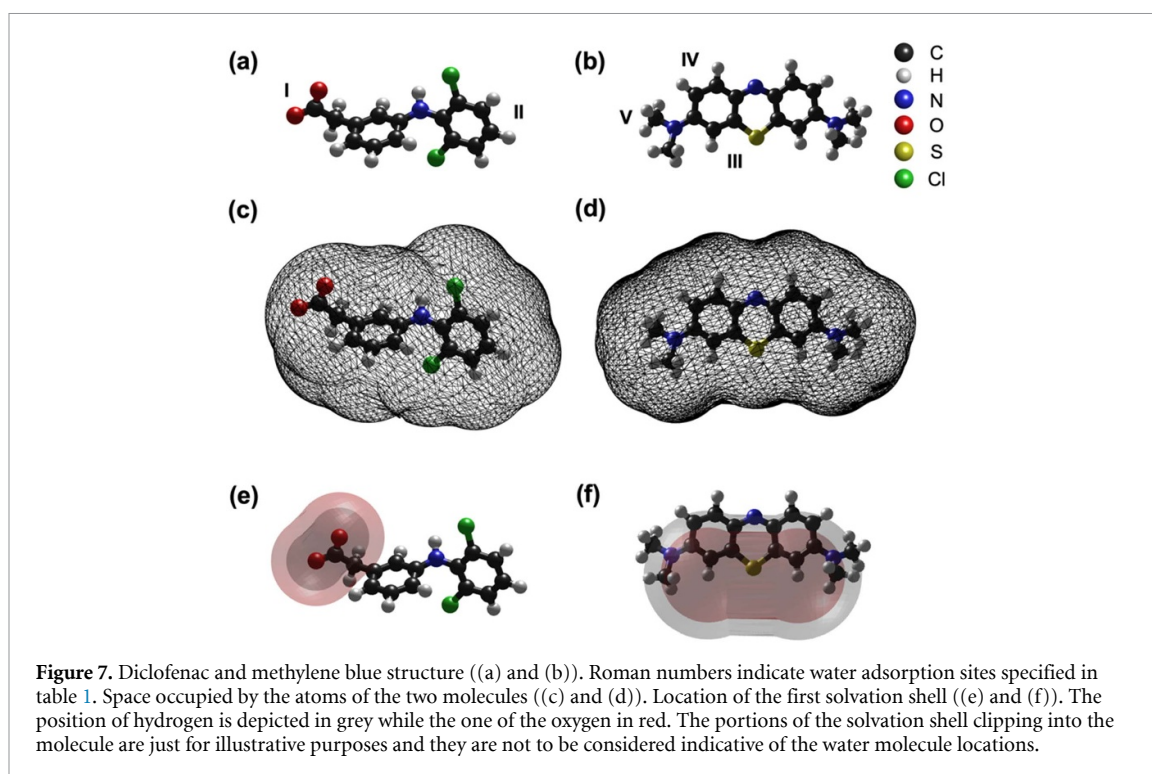 (a)
I
II
(b)
IV
V
III
C
H
N
O
S
Cl
(c)
(d)
(e)
(f)
Figure 7. Diclofenac and methylene blue structure ((a) and (b)). Roman numbers indicate water adsorption sites specified in
table 1. Space occupied by the atoms of the two molecules ((c) and (d)). Location of the first solvation shell ((e) and (f)). The
position of hydrogen is depicted in grey while the one of the oxygen in red. The portions of the solvation shell clipping into the
molecule are just for illustrative purposes and they are not to be considered indicative of the water molecule locations.